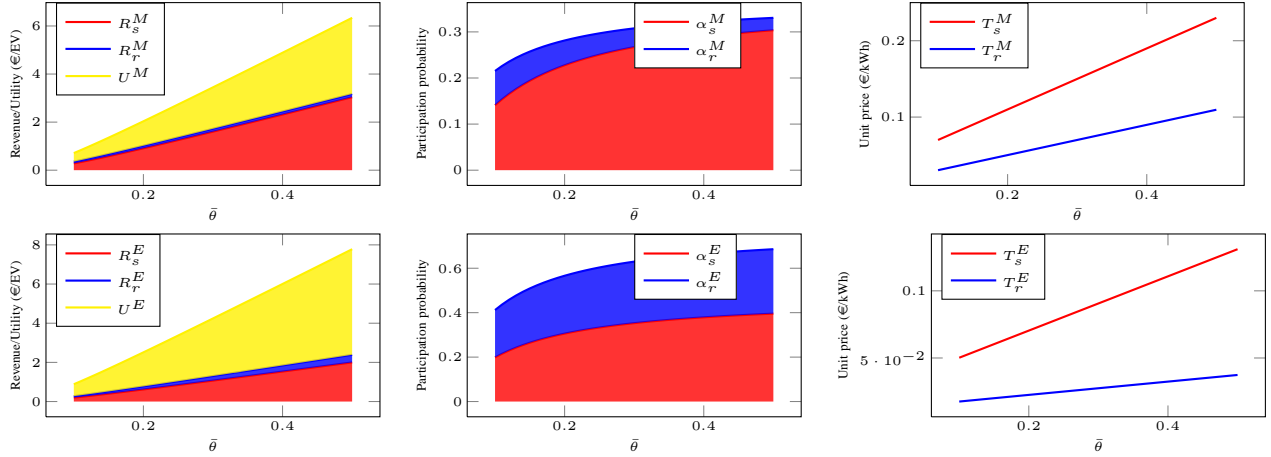 Revenue/Utility (€/EV)
6
4
2
0
R_s^M
R_r^M
U^M
0.2
0.4
θ̄
Participation probability
0.3
0.2
0.1
0
α_s^M
α_r^M
0.2
0.4
θ̄
Unit price (€/kWh)
0.2
0.1
T_s^M
T_r^M
0.2
0.4
θ̄
Revenue/Utility (€/EV)
8
6
4
2
0
R_s^E
R_r^E
U^E
0.2
0.4
θ̄
Participation probability
0.6
0.4
0.2
0
α_s^E
α_r^E
0.2
0.4
θ̄
Unit price (€/kWh)
0.1
5 · 10^−2
T_s^E
T_r^E
0.2
0.4
θ̄